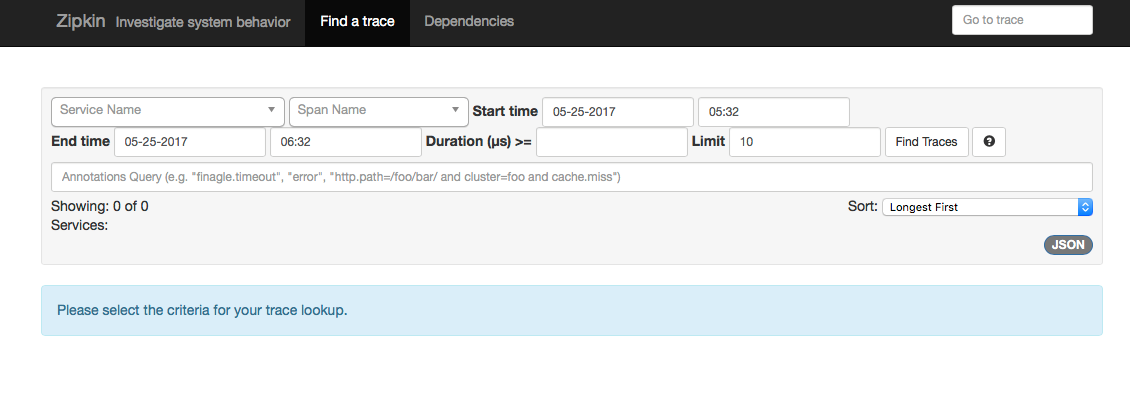 Zipkin Investigate system behavior Find a trace Dependencies Go to trace
Service Name Span Name Start time 05-25-2017 05:32
End time 05-25-2017 06:32 Duration (μs) >= Limit 10 Find Traces ?
Annotations Query (e.g. "finagle.timeout", "error", "http.path=/foo/bar/ and cluster=foo and cache.miss")
Showing: 0 of 0 Sort: Longest First
Services:
JSON
Please select the criteria for your trace lookup.